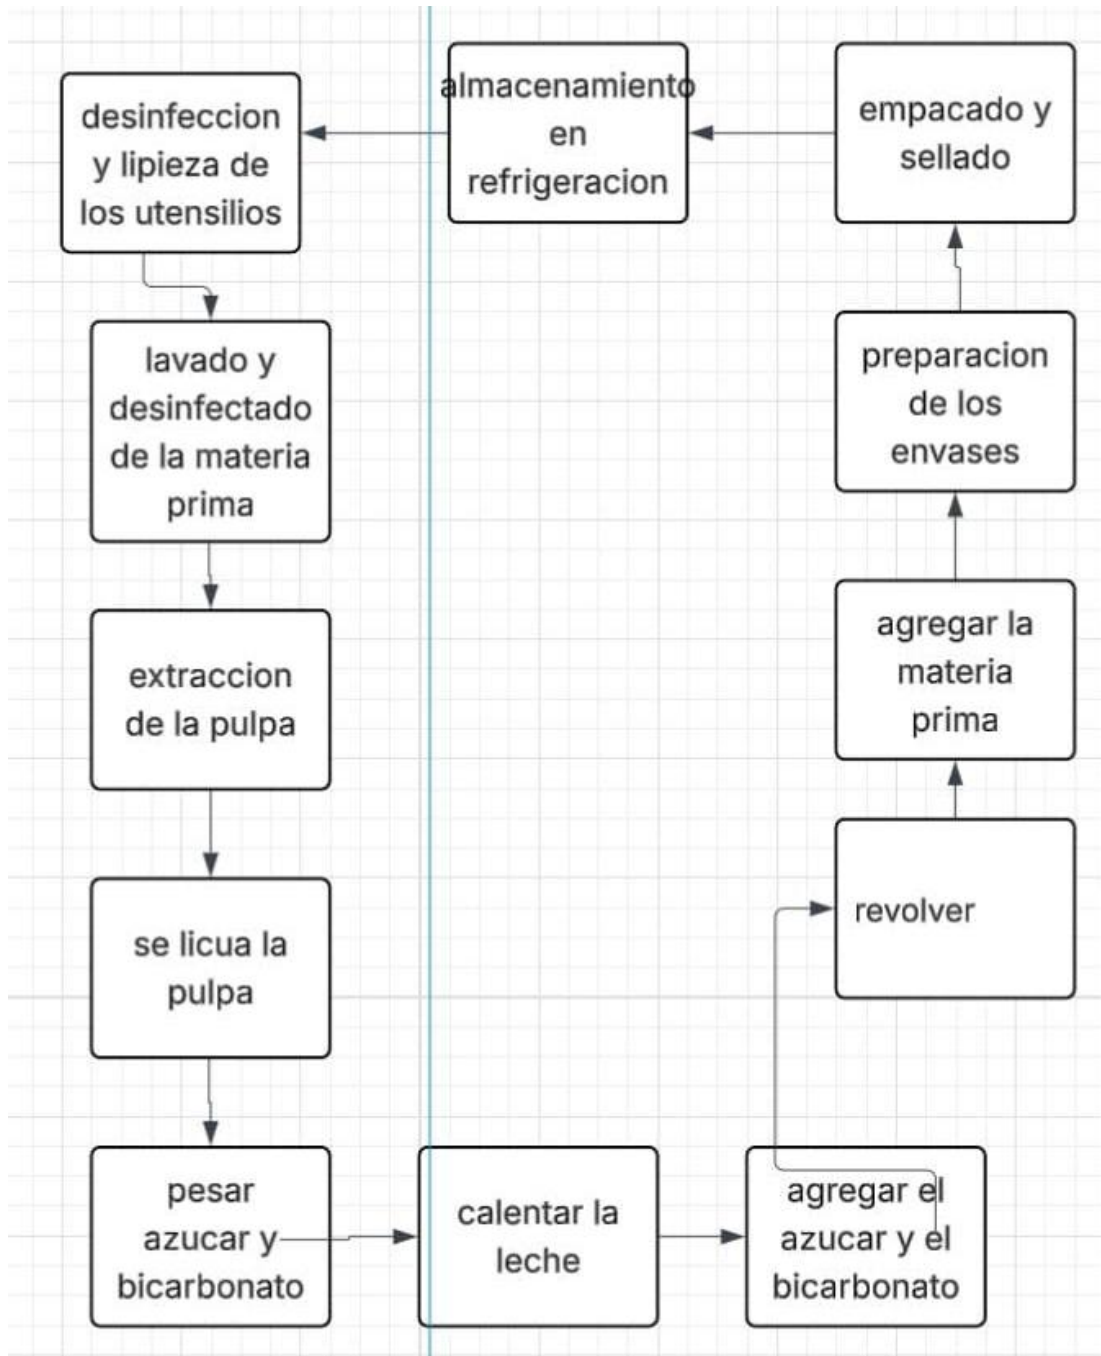 desinfeccion
y lipieza de
los utensilios
almacenamiento
en
refrigeracion
empacado y
sellado
lavado y
desinfectado
de la materia
prima
preparacion
de los
envases
extraccion
de la pulpa
agregar la
materia
prima
se licua la
pulpa
revolver
pesar
azucar y
bicarbonato
calentar la
leche
agregar el
azucar y el
bicarbonato